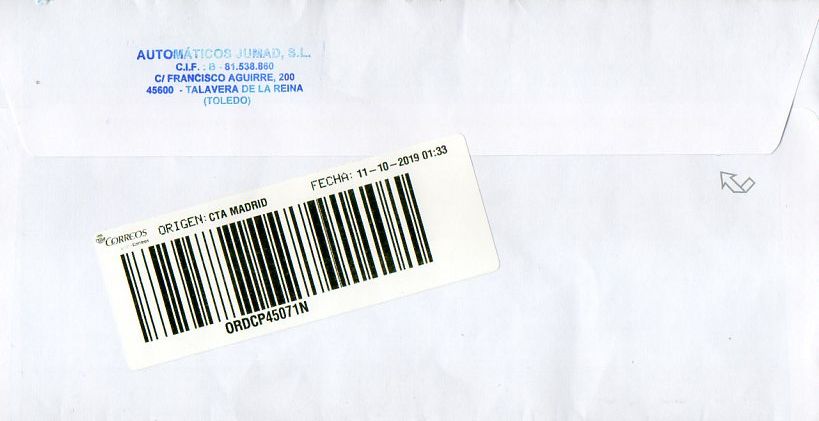 AUTOMÁTICOS JUMAD, S.L.
C.I.F. : B - 81.538.860
C/ FRANCISCO AGUIRRE, 200
45600 - TALAVERA DE LA REINA
(TOLEDO)
CORREOS
Correos
ORIGEN: CTA MADRID
FECHA: 11-10-2019 01:33
ORDCP45071N